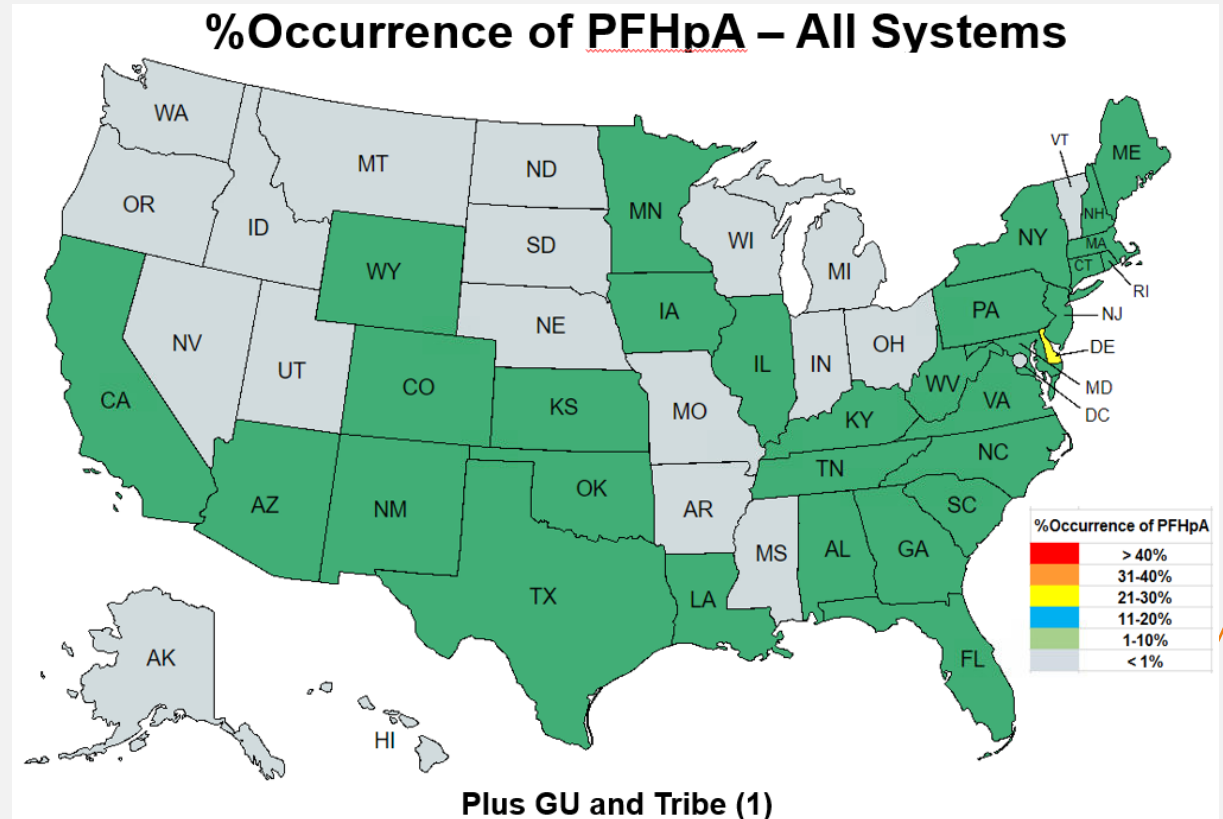 %Occurrence of PFHpA – All Systems
WA
MT
ND
MN
VT
ME
OR
ID
SD
WI
MI
NY
NH
MA
CT
RI
WY
NE
IA
PA
NJ
NV
UT
CO
IL
IN
OH
DE
MD
DC
CA
KS
MO
KY
WV
VA
AZ
NM
OK
AR
TN
NC
SC
TX
LA
MS
AL
GA
FL
%Occurrence of PFHpA
> 40%
31-40%
21-30%
11-20%
1-10%
< 1%
AK
HI
Plus GU and Tribe (1)